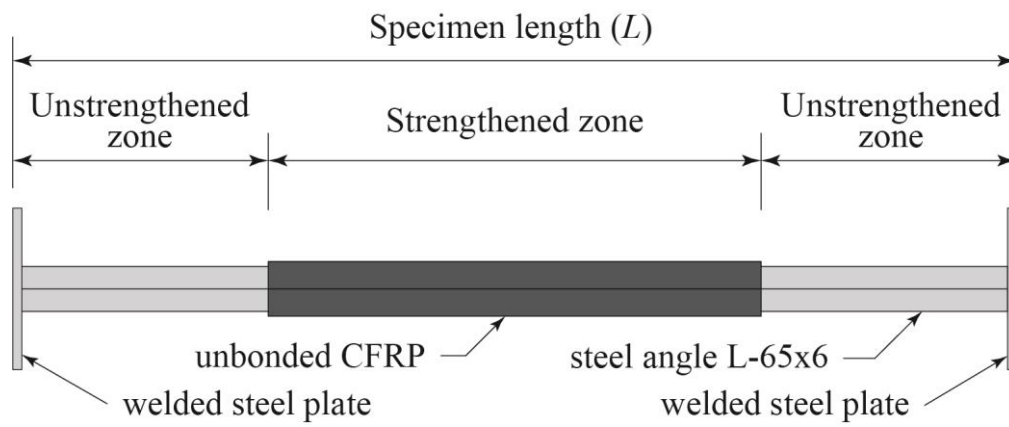 Specimen length (L)
Unstrengthened
zone
Strengthened zone
Unstrengthened
zone
unbonded CFRP
steel angle L-65x6
welded steel plate
welded steel plate